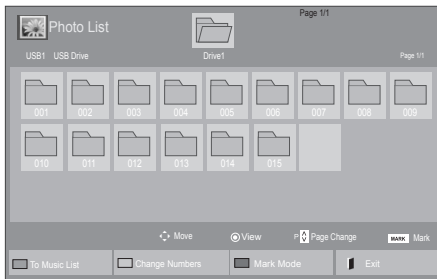 Page 1/1
Photo List
USB1 USB Drive Drive1 Page 1/1
001 002 003 004 005 006 007 008 009
010 011 012 013 014 015
Move View P Page Change MARK Mark
To Music List Change Numbers Mark Mode Exit